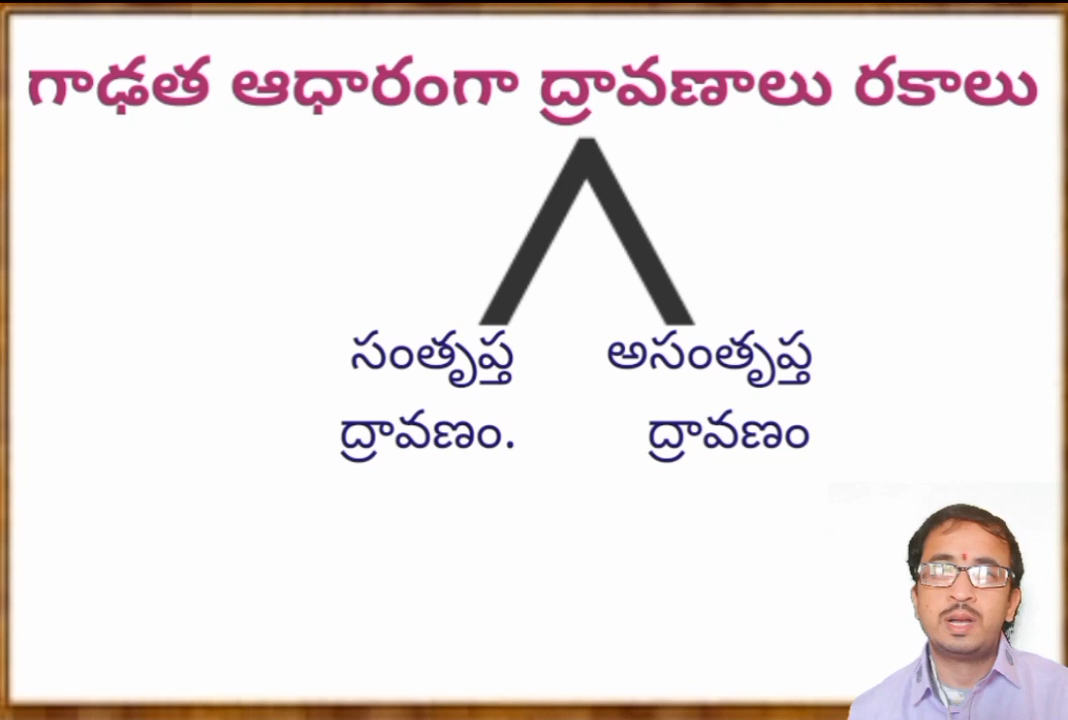 గాఢత ఆధారంగా ద్రావణాలు రకాలు
సంతృప్త అసంతృప్త
ద్రావణం. ద్రావణం